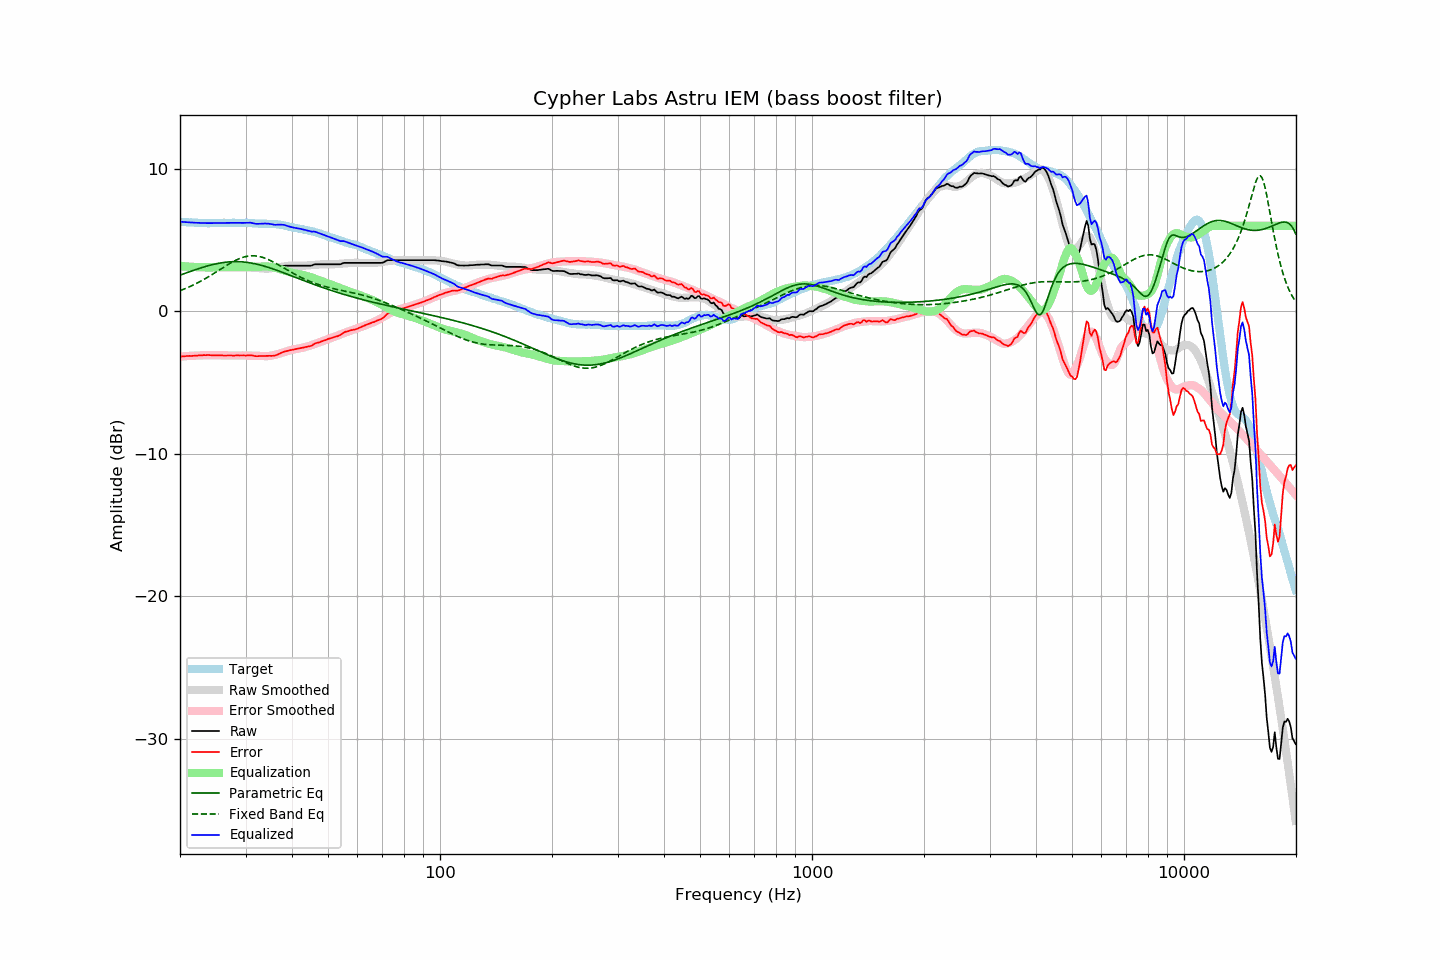 Cypher Labs Astru IEM (bass boost filter)
Amplitude (dBr)
10
0
−10
−20
−30
Target
Raw Smoothed
Error Smoothed
Raw
Error
Equalization
Parametric Eq
Fixed Band Eq
Equalized
100
1000
10000
Frequency (Hz)